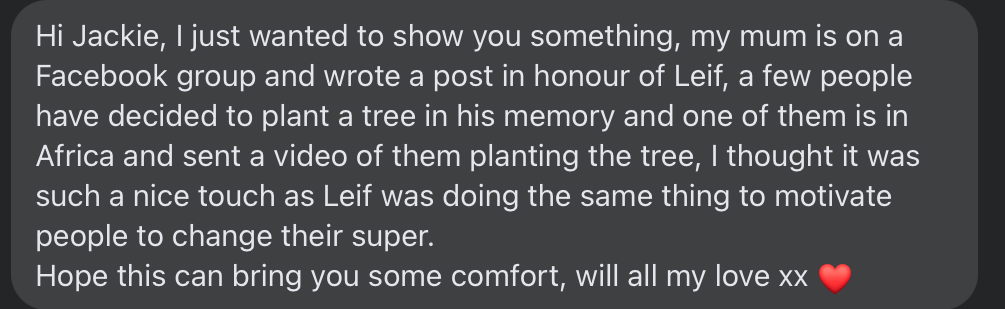 Hi Jackie, I just wanted to show you something, my mum is on a
Facebook group and wrote a post in honour of Leif, a few people
have decided to plant a tree in his memory and one of them is in
Africa and sent a video of them planting the tree, I thought it was
such a nice touch as Leif was doing the same thing to motivate
people to change their super.
Hope this can bring you some comfort, will all my love xx ❤️